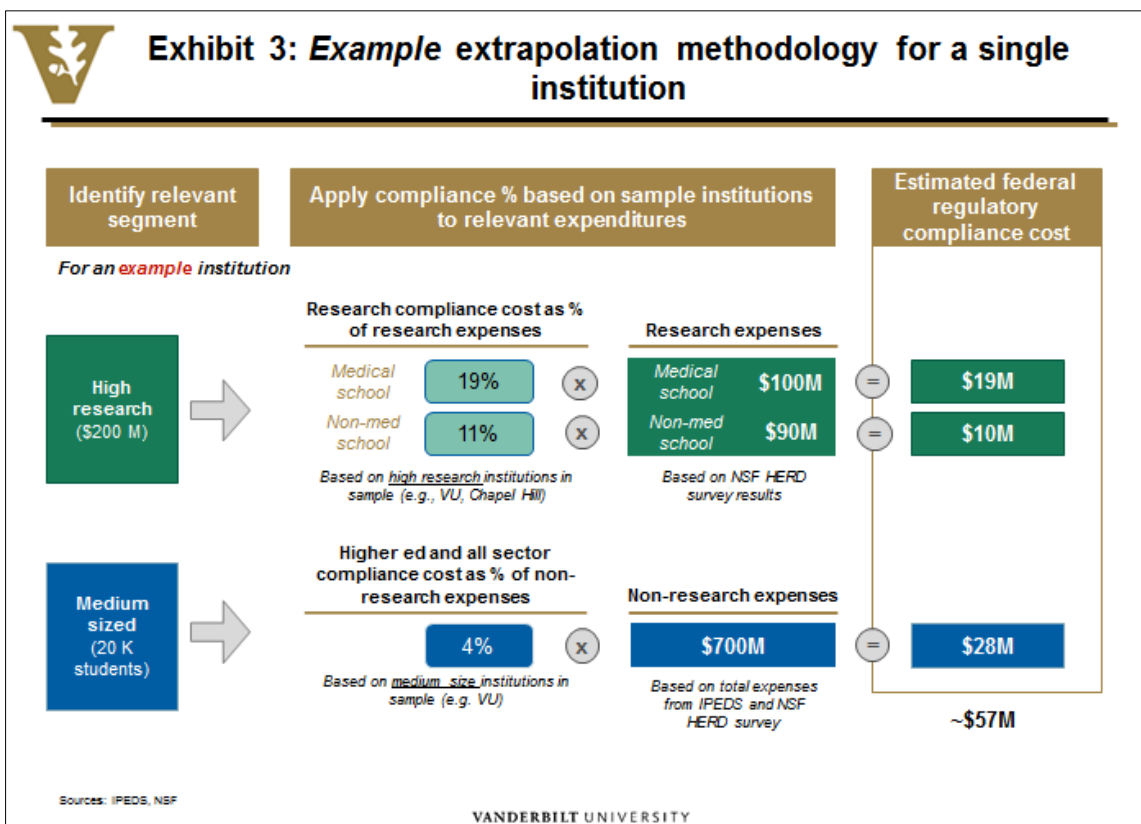 Exhibit 3: Example extrapolation methodology for a single
institution
Identify relevant
segment
Apply compliance % based on sample institutions
to relevant expenditures
Estimated federal
regulatory
compliance cost
For an example institution
Research compliance cost as %
of research expenses
Research expenses
High
research
($200 M)
Medical
school
19%
x
Medical
school
$100M
=
$19M
Non-med
school
11%
x
Non-med
school
$90M
=
$10M
Based on high research institutions in
sample (e.g., VU, Chapel Hill)
Based on NSF HERD
survey results
Higher ed and all sector
compliance cost as % of non-
research expenses
Non-research expenses
Medium
sized
(20 K
students)
4%
x
$700M
=
$28M
Based on medium size institutions in
sample (e.g. VU)
Based on total expenses
from IPEDS and NSF
HERD survey
~$57M
Sources: IPEDS, NSF
VANDERBILT UNIVERSITY